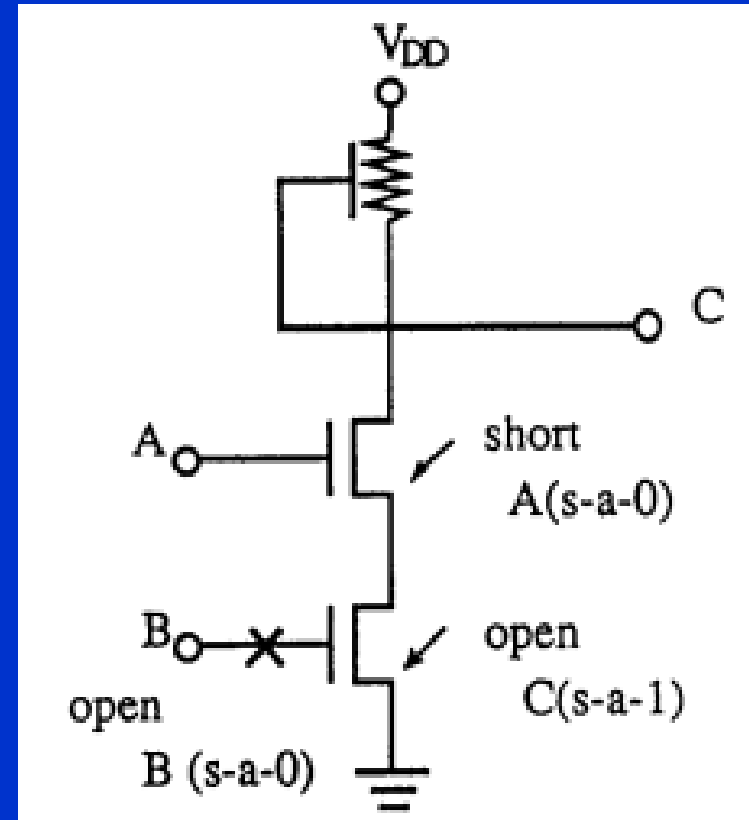 VDD
C
A
short
A(s-a-0)
B
open
C(s-a-1)
open
B (s-a-0)